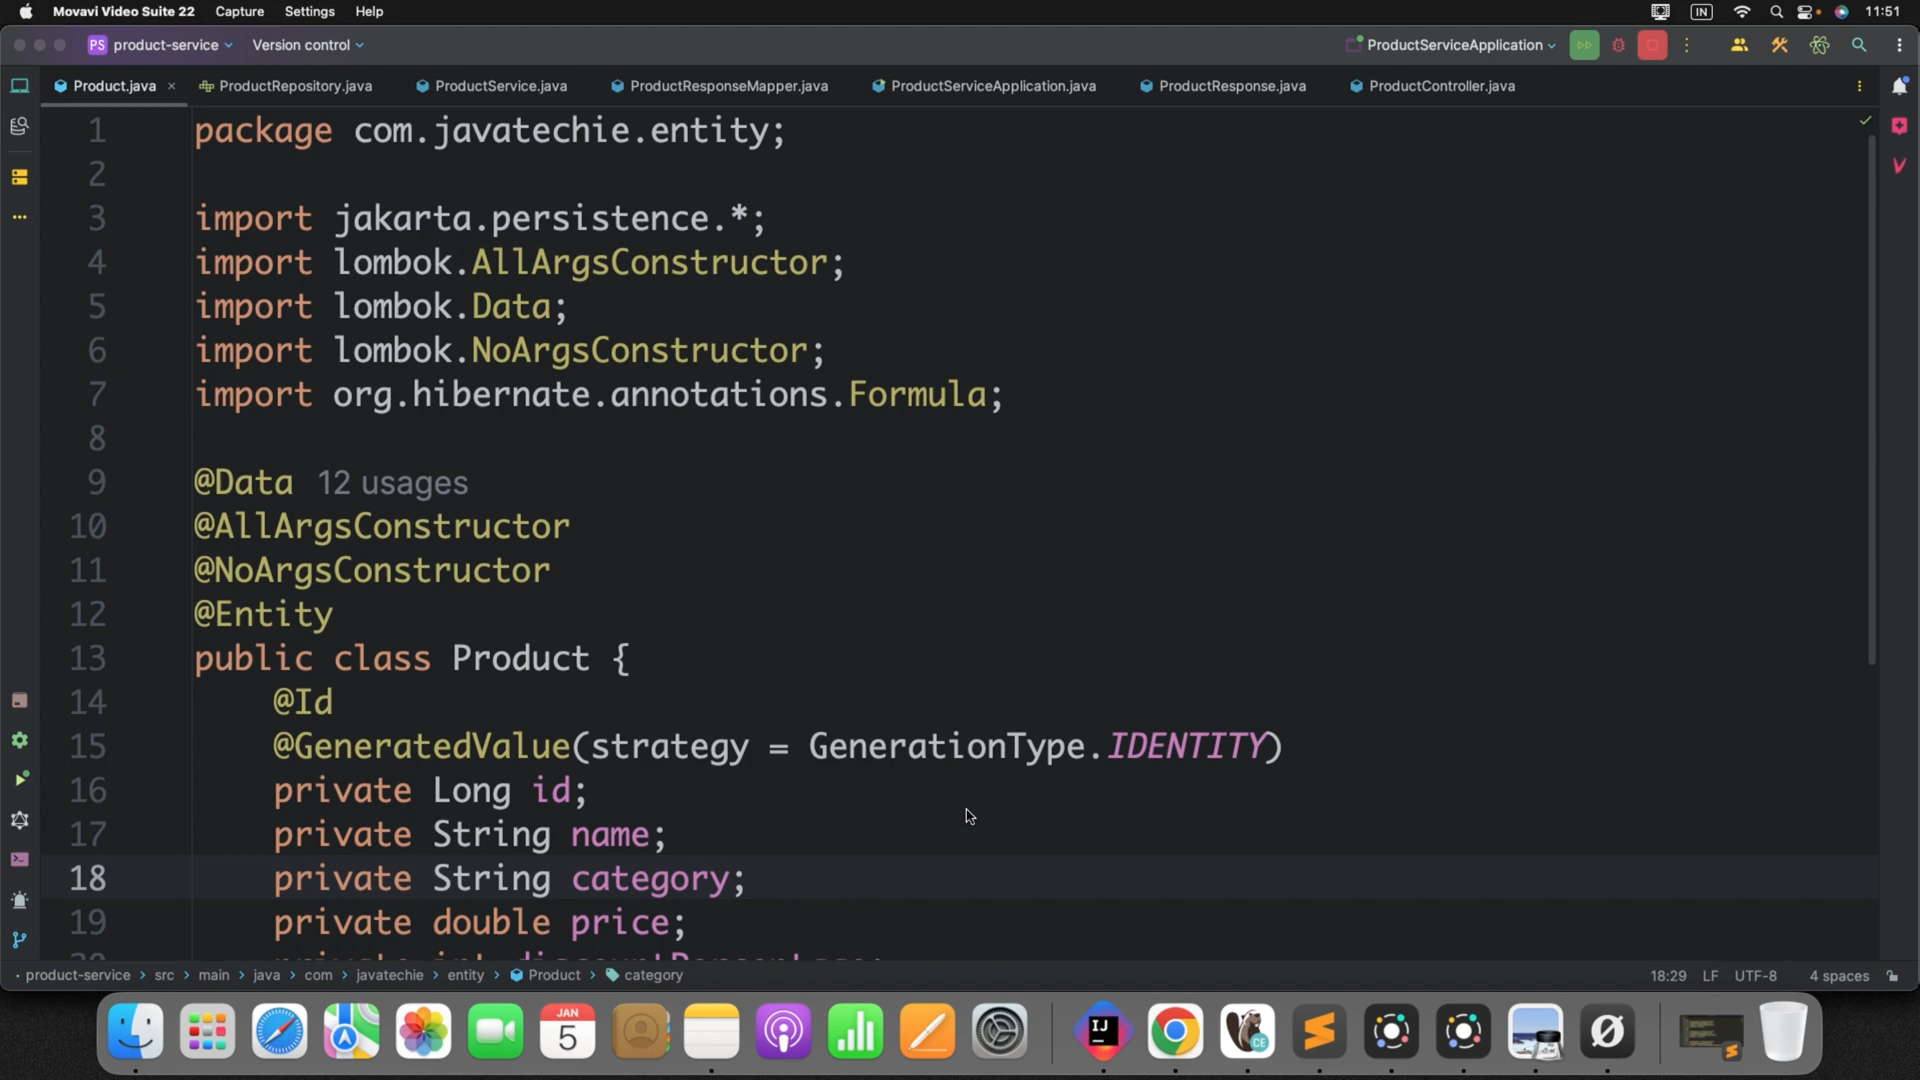 Movavi Video Suite 22 Capture Settings Help IN 11:51
PS product-service Version control ProductServiceApplication
Product.java ProductRepository.java ProductService.java ProductResponseMapper.java ProductServiceApplication.java ProductResponse.java ProductController.java
1 package com.javatechie.entity;
2
3 import jakarta.persistence.*;
4 import lombok.AllArgsConstructor;
5 import lombok.Data;
6 import lombok.NoArgsConstructor;
7 import org.hibernate.annotations.Formula;
8
9 @Data 12 usages
10 @AllArgsConstructor
11 @NoArgsConstructor
12 @Entity
13 public class Product {
14 @Id
15 @GeneratedValue(strategy = GenerationType.IDENTITY)
16 private Long id;
17 private String name;
18 private String category;
19 private double price;
20 private int discountPercentage;
product-service > src > main > java > com > javatechie > entity > Product > category 18:29 LF UTF-8 4 spaces
JAN
5
IJ
CE